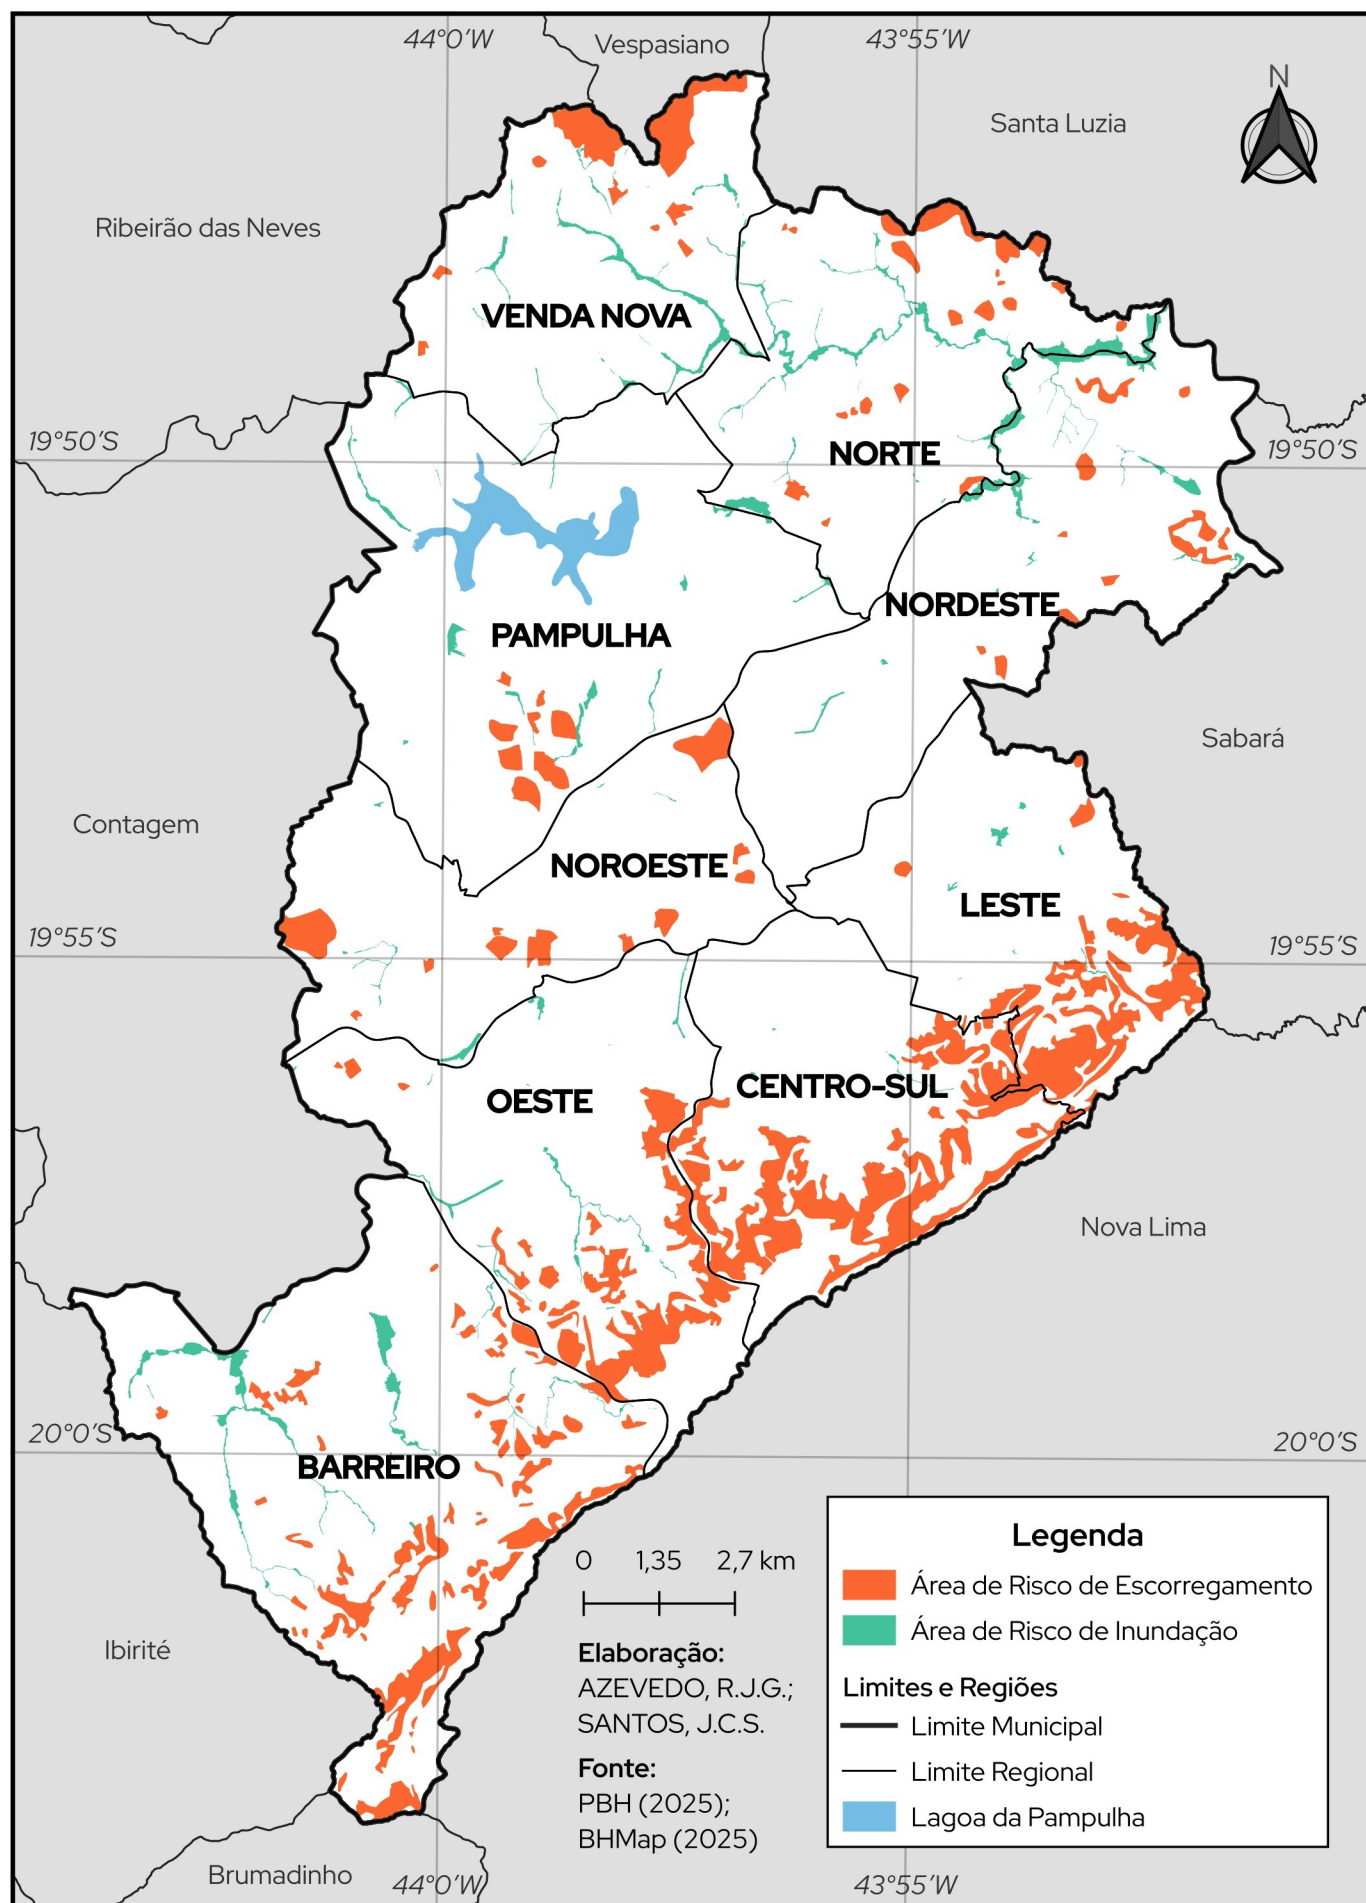 44°0'W
Vespasiano
43°55'W
N
Santa Luzia
Ribeirão das Neves
VENDA NOVA
19°50'S
NORTE
19°50'S
NORDESTE
PAMPULHA
Sabará
Contagem
NOROESTE
LESTE
19°55'S
19°55'S
CENTRO-SUL
OESTE
Nova Lima
20°0'S
20°0'S
BARREIRO
Legenda
Área de Risco de Escorregamento
Área de Risco de Inundação
Limites e Regiões
Limite Municipal
Limite Regional
Lagoa da Pampulha
0 1,35 2,7 km
Elaboração:
AZEVEDO, R.J.G.;
SANTOS, J.C.S.
Fonte:
PBH (2025);
BHMap (2025)
Ibirité
Brumadinho
44°0'W
43°55'W